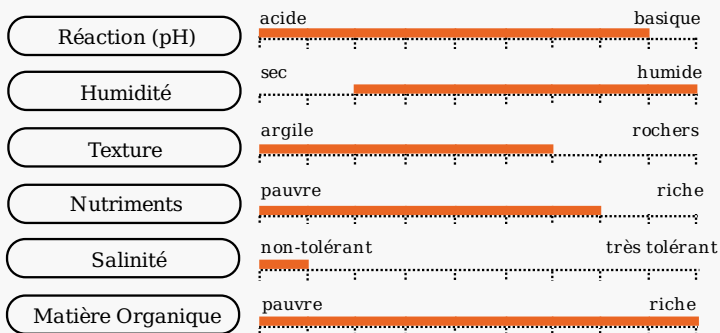 acide basique
Réaction (pH)
sec humide
Humidité
argile rochers
Texture
pauvre riche
Nutriments
non-tolérant très tolérant
Salinité
pauvre riche
Matière Organique